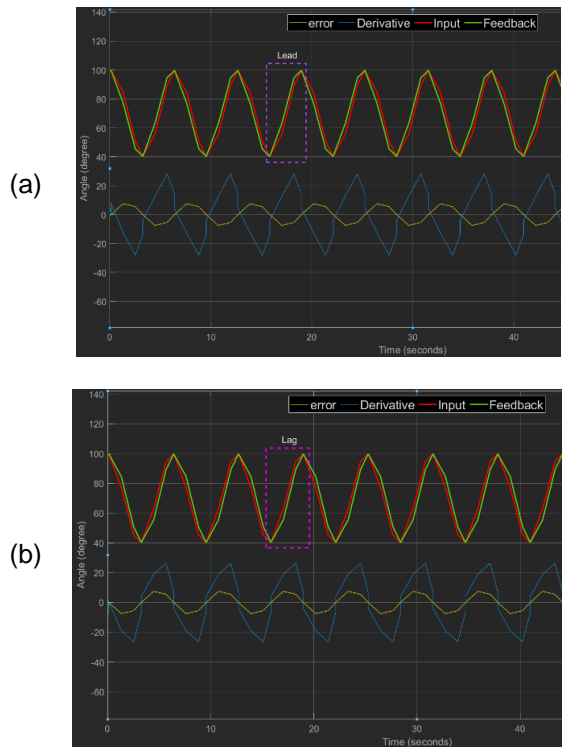 (a)
140
error Derivative Input Feedback
120
Lead
100
80
60
40
Angle (degree)
20
0
-20
-40
-60
0 10 20 30 40
Time (seconds)
(b)
140
error Derivative Input Feedback
120
Lag
100
80
60
40
Angle (degree)
20
0
-20
-40
-60
0 10 20 30 40
Time (seconds)